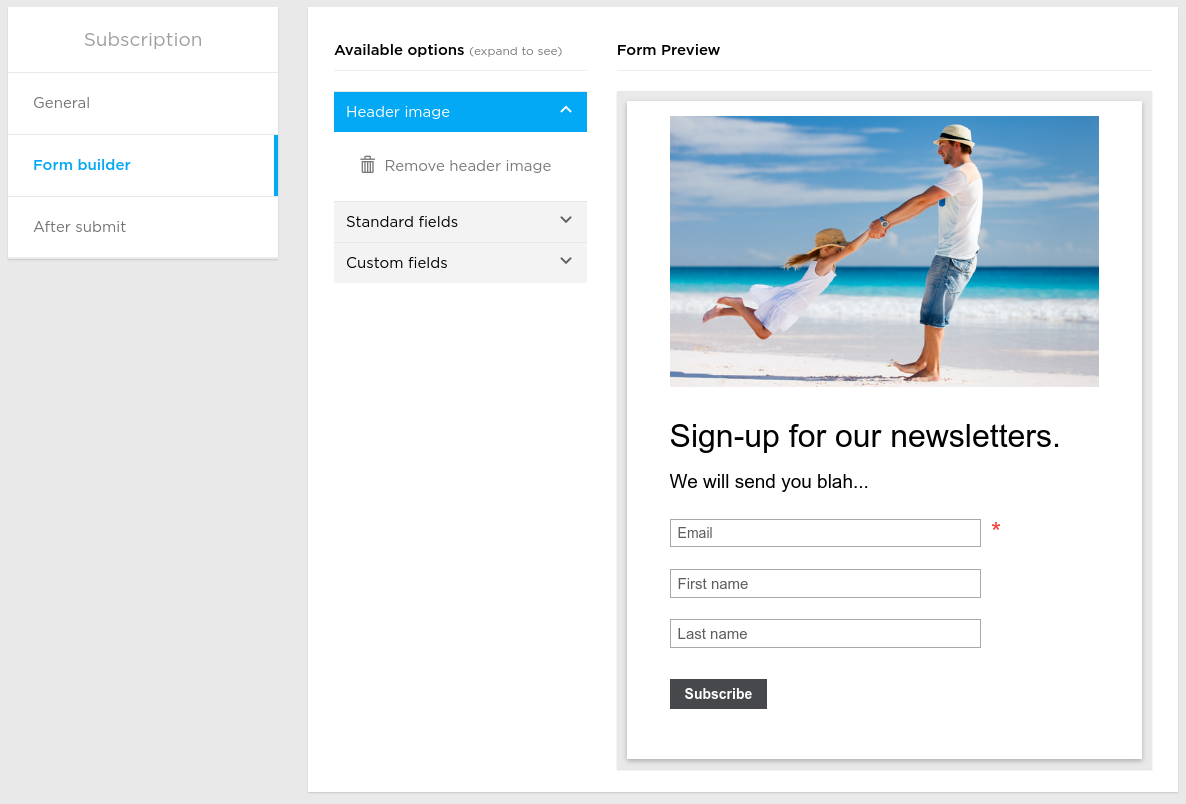 Subscription
General
Form builder
After submit
Available options (expand to see)
Header image
Remove header image
Standard fields
Custom fields
Form Preview
Sign-up for our newsletters.
We will send you blah...
Email *
First name
Last name
Subscribe